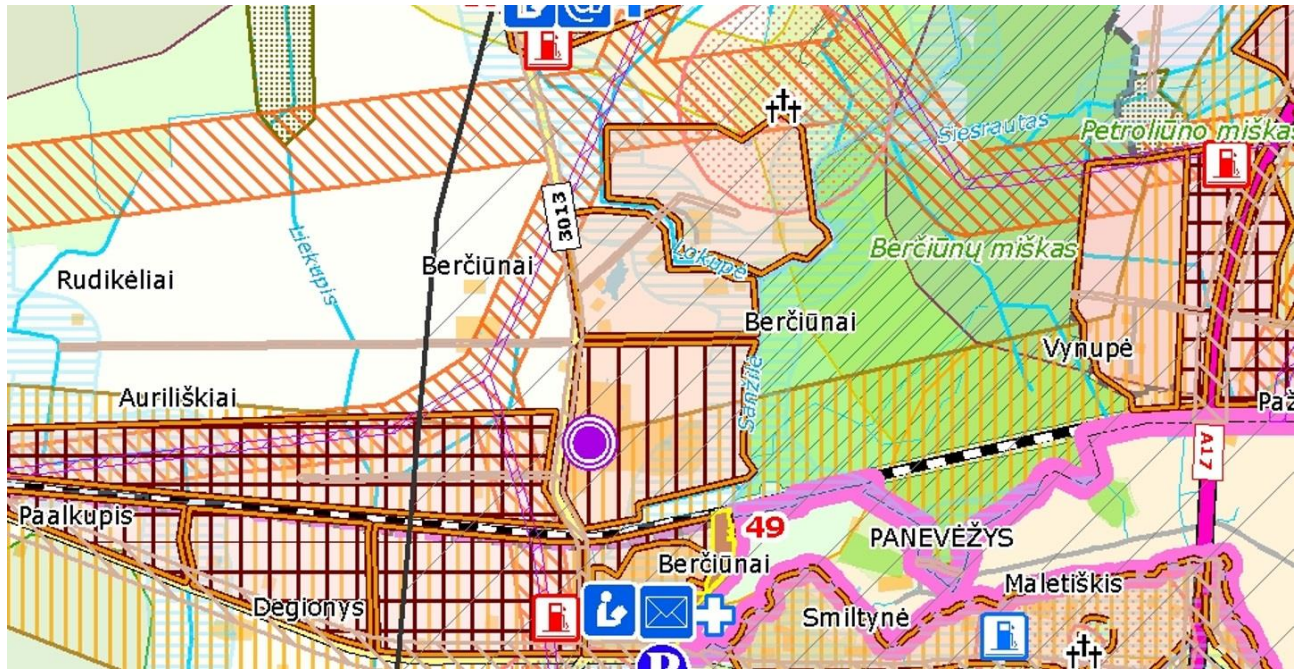 @
Sięsrautas
Petroliūno miškas
3013
Liekupis
Rudikėliai
Berčiūnai
Lokupė
Berčiūnų miškas
Berčiūnai
Vynupė
Sanžilė
Auriliškiai
Paž
A17
Paalkupis
49
PANEVĖŽYS
Berčiūnai
Maletiškis
Degionys
Smiltynė
P